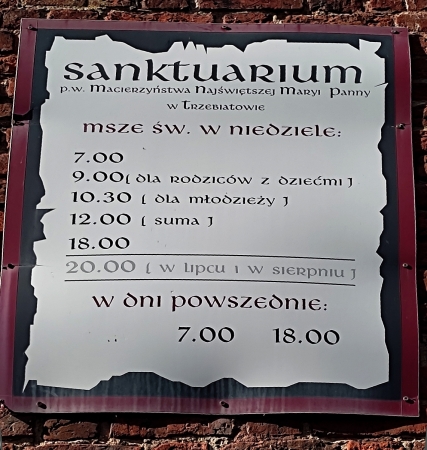 SANKTUARIUM
P.W. MACIERZYŃSTWA NAJŚWIĘTSZEJ MARYI PANNY
W TRZEBIATOWIE
MSZE ŚW. W NIEDZIELE:
7.00
9.00 [ DLA RODZICÓW Z DZIEĆMI ]
10.30 [ DLA MŁODZIEŻY ]
12.00 [ SUMA ]
18.00
20.00 [ W LIPCU I W SIERPNIU ]
W DNI POWSZEDNIE:
7.00 18.00